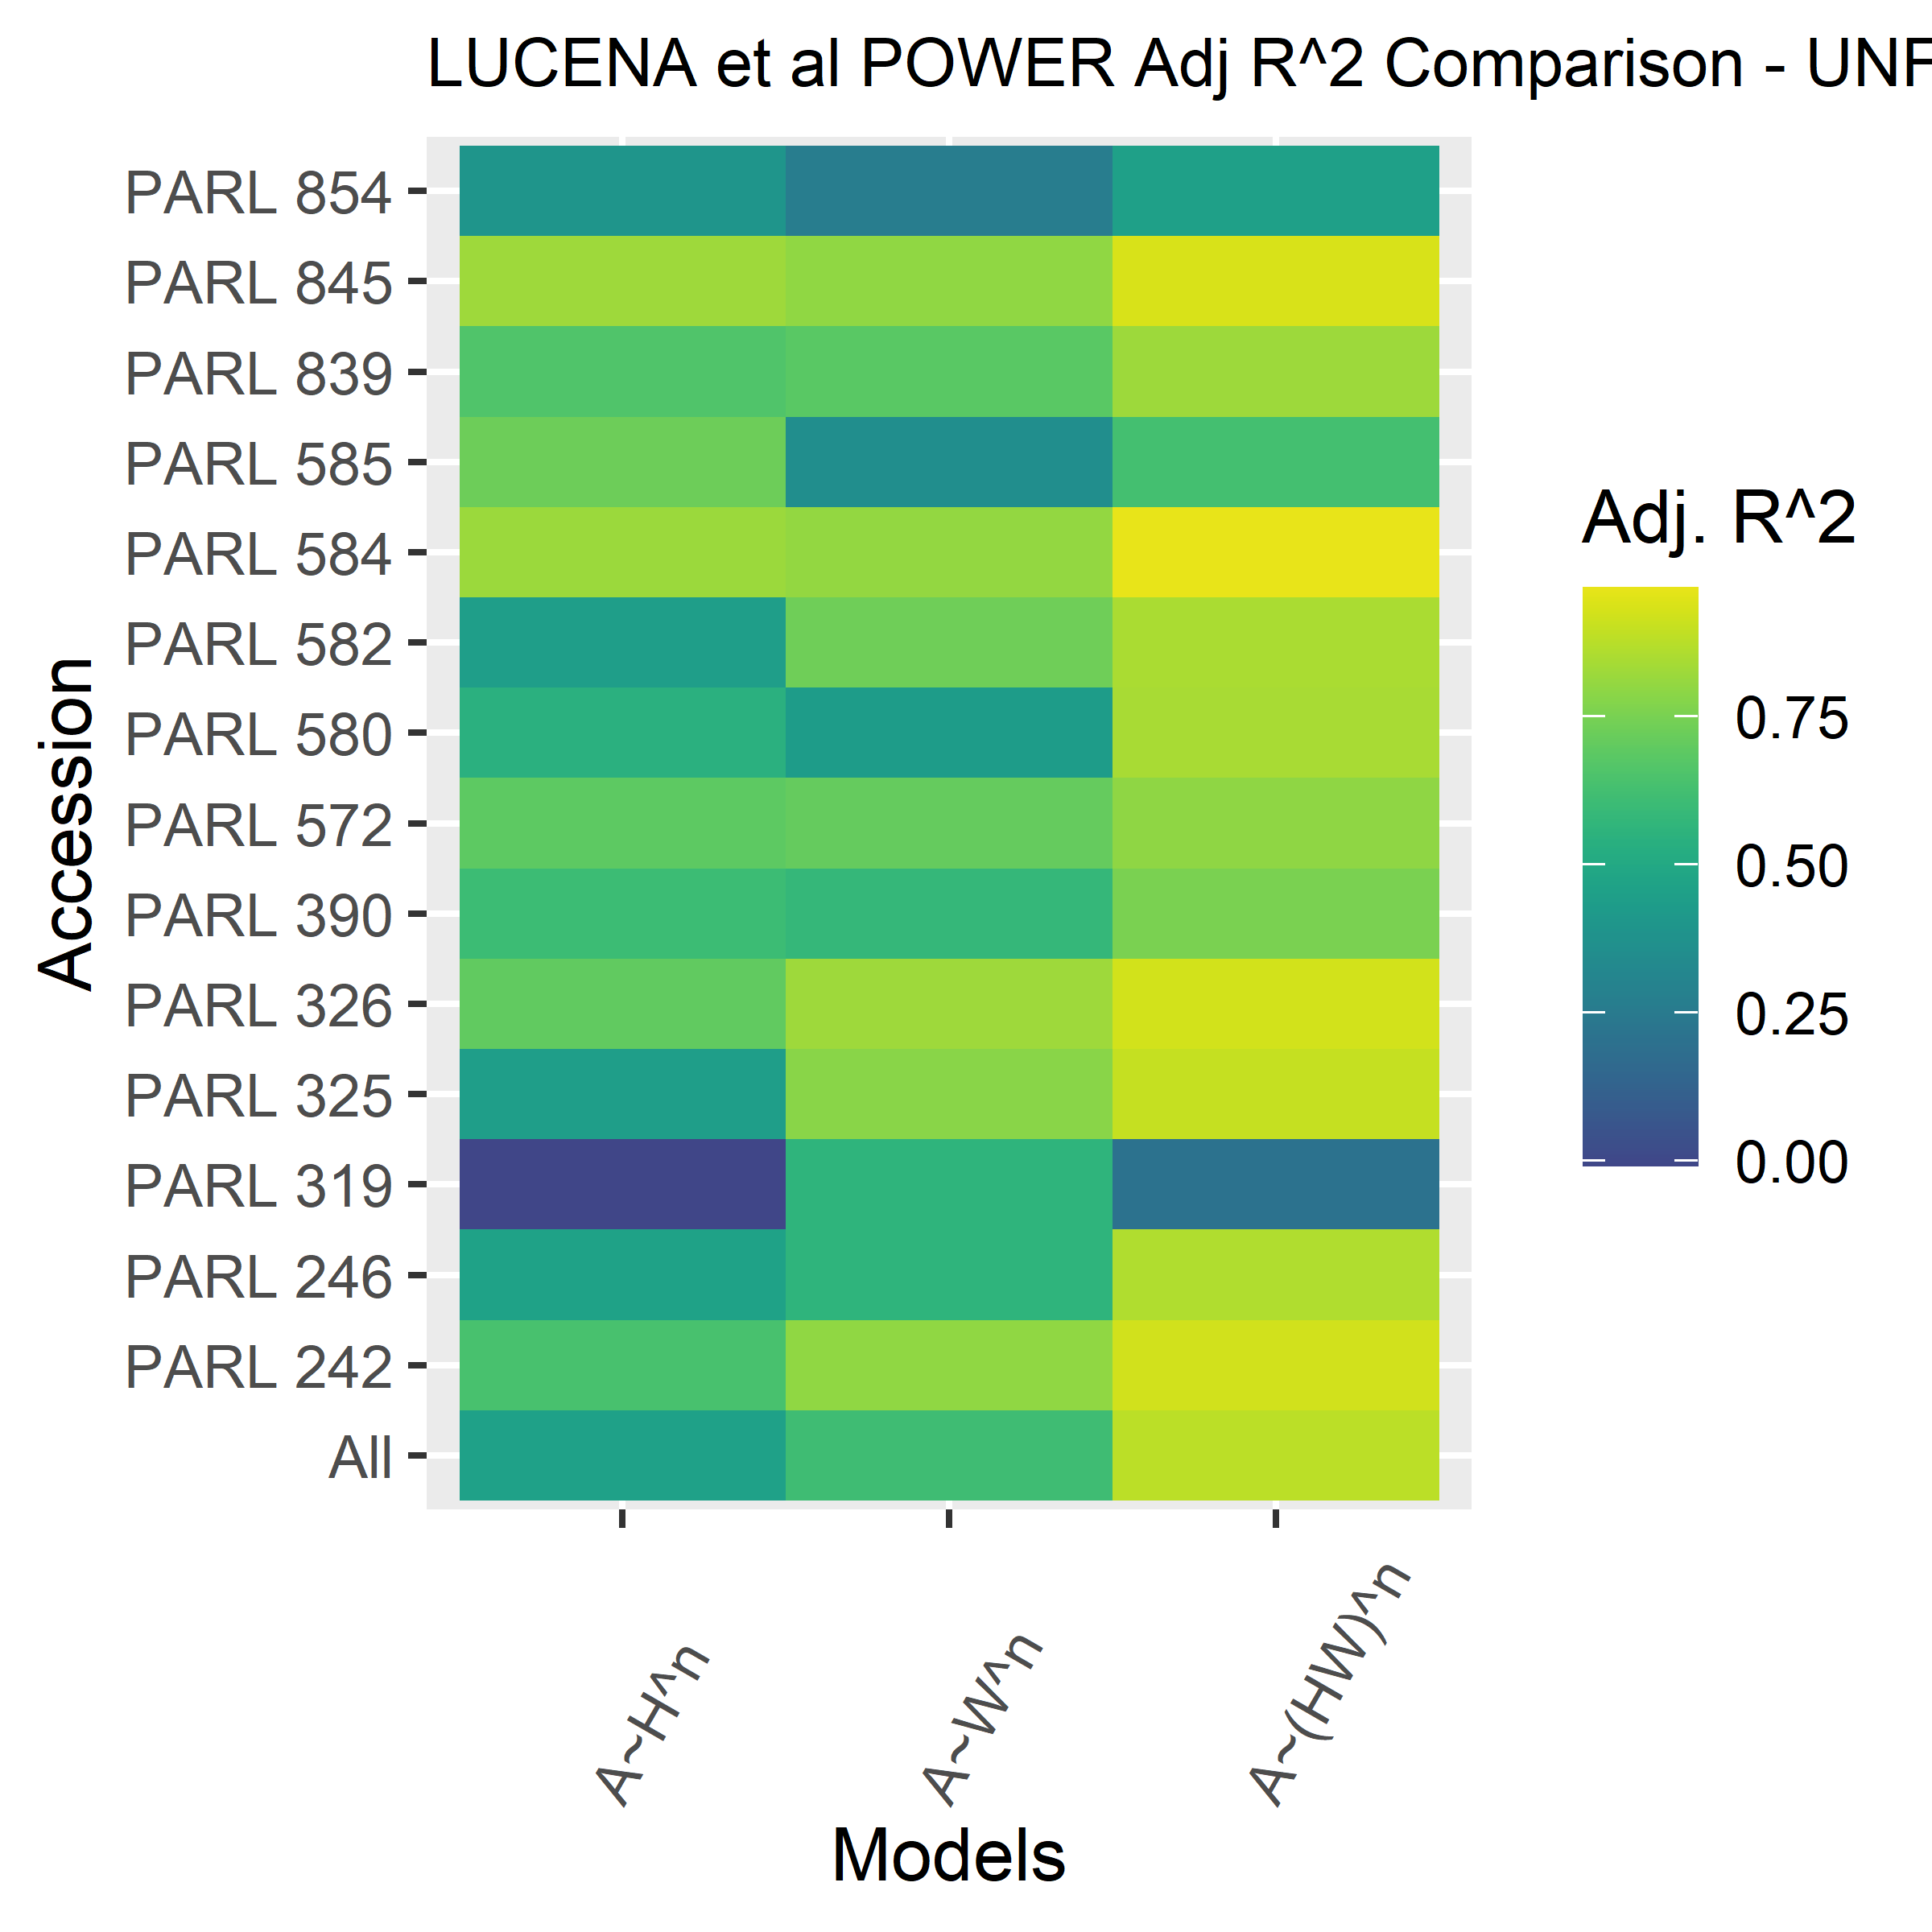 LUCENA et al POWER Adj R^2 Comparison - UNF
PARL 854
PARL 845
PARL 839
PARL 585
PARL 584
PARL 582
PARL 580
PARL 572
PARL 390
PARL 326
PARL 325
PARL 319
PARL 246
PARL 242
All
Accession
A~H^n
A~W^n
A~(HW)^n
Models
Adj. R^2
0.75
0.50
0.25
0.00